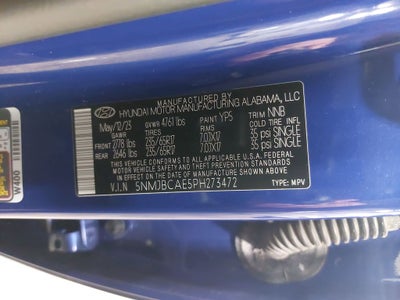 MANUFACTURED BY
HYUNDAI MOTOR MANUFACTURING ALABAMA, LLC
May/12/23 GVWR 4761 lbs PAINT YP5 TRIM NNB
GAWR TIRES RIMS COLD TIRE INFLATION
FRONT 2778 lbs 235/65R17 7.0JX17 35 psi SINGLE
REAR 2646 lbs 235/65R17 7.0JX17 35 psi SINGLE
THIS VEHICLE CONFORMS TO ALL APPLICABLE U.S.A. FEDERAL
MOTOR VEHICLE SAFETY AND THEFT PREVENTION STANDARDS IN
EFFECT ON THE DATE OF MANUFACTURE SHOWN ABOVE.
V.I.N 5NMJBCAE5PH273472 TYPE: MPV
W400